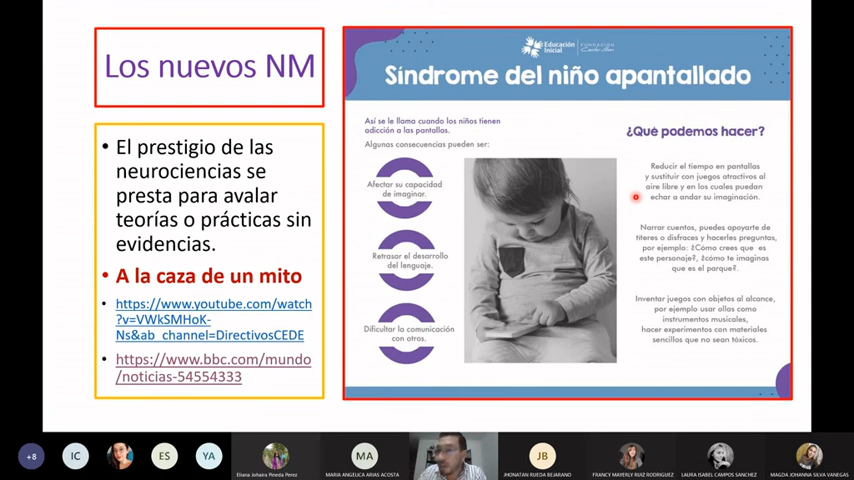 Los nuevos NM
• El prestigio de las
neurociencias se
presta para avalar
teorías o prácticas sin
evidencias.
• A la caza de un mito
• https://www.youtube.com/watch
?v=VWkSMHoK-
Ns&ab_channel=DirectivosCEDE
• https://www.bbc.com/mundo
/noticias-54554333
Educación
Inicial
FUNDACIÓN
Carlos Slim
Síndrome del niño apantallado
Así se le llama cuando los niños tienen
adicción a las pantallas.
Algunas consecuencias pueden ser:
Afectar su capacidad
de imaginar.
Retrasar el desarrollo
del lenguaje.
Dificultar la comunicación
con otros.
¿Qué podemos hacer?
Reducir el tiempo en pantallas
y sustituir con juegos atractivos al
aire libre y en los cuales puedan
echar a andar su imaginación.
Narrar cuentos, puedes apoyarte de
títeres o disfraces y hacerles preguntas,
por ejemplo: ¿Cómo crees que es
este personaje?, ¿cómo te imaginas
que es el parque?.
Inventar juegos con objetos al alcance,
por ejemplo usar ollas como
instrumentos musicales,
hacer experimentos con materiales
sencillos que no sean tóxicos.
+8
IC
ES
YA
Eliana Johana Pineda Perez
MA
MARIA ANGELICA ARIAS ACOSTA
JB
JHONATAN RUEDA BEJARANO
FRANCY MAYERLY RUIZ RODRIGUEZ
LAURA ISABEL CAMPOS SANCHEZ
MAGDA JOHANNA SILVA VANEGAS